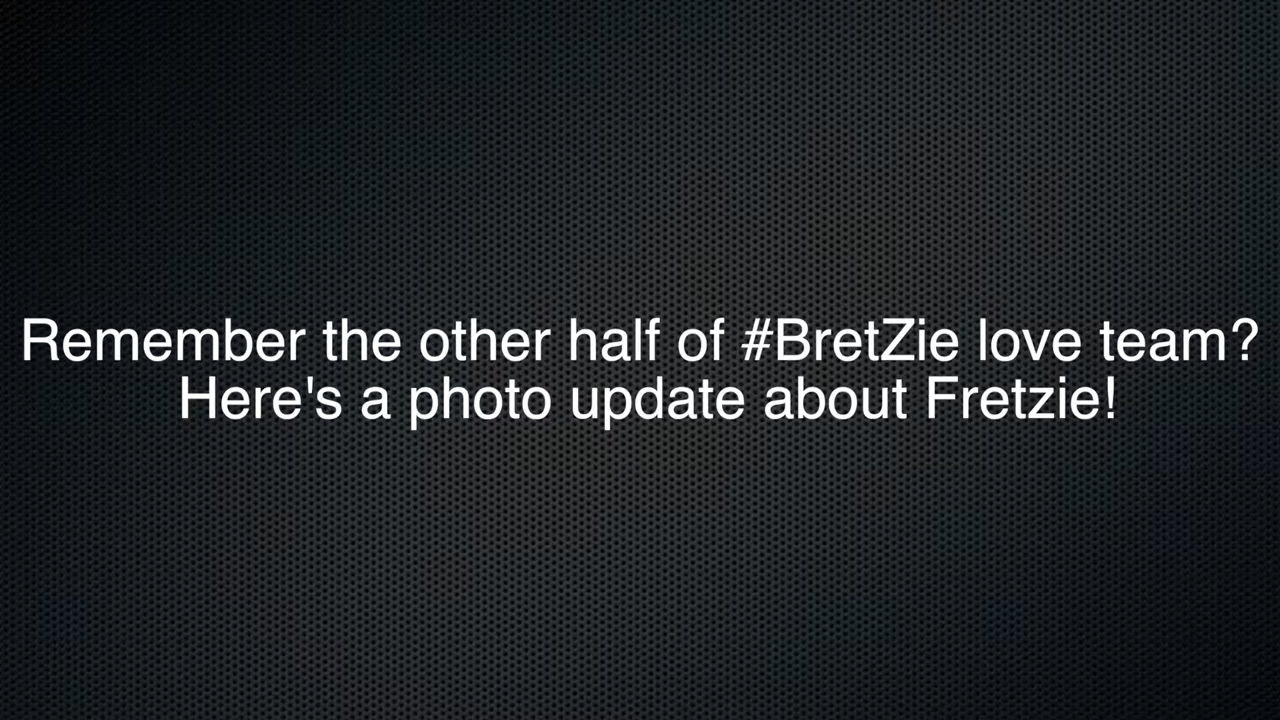 Remember the other half of #BretZie love team?
Here's a photo update about Fretzie!